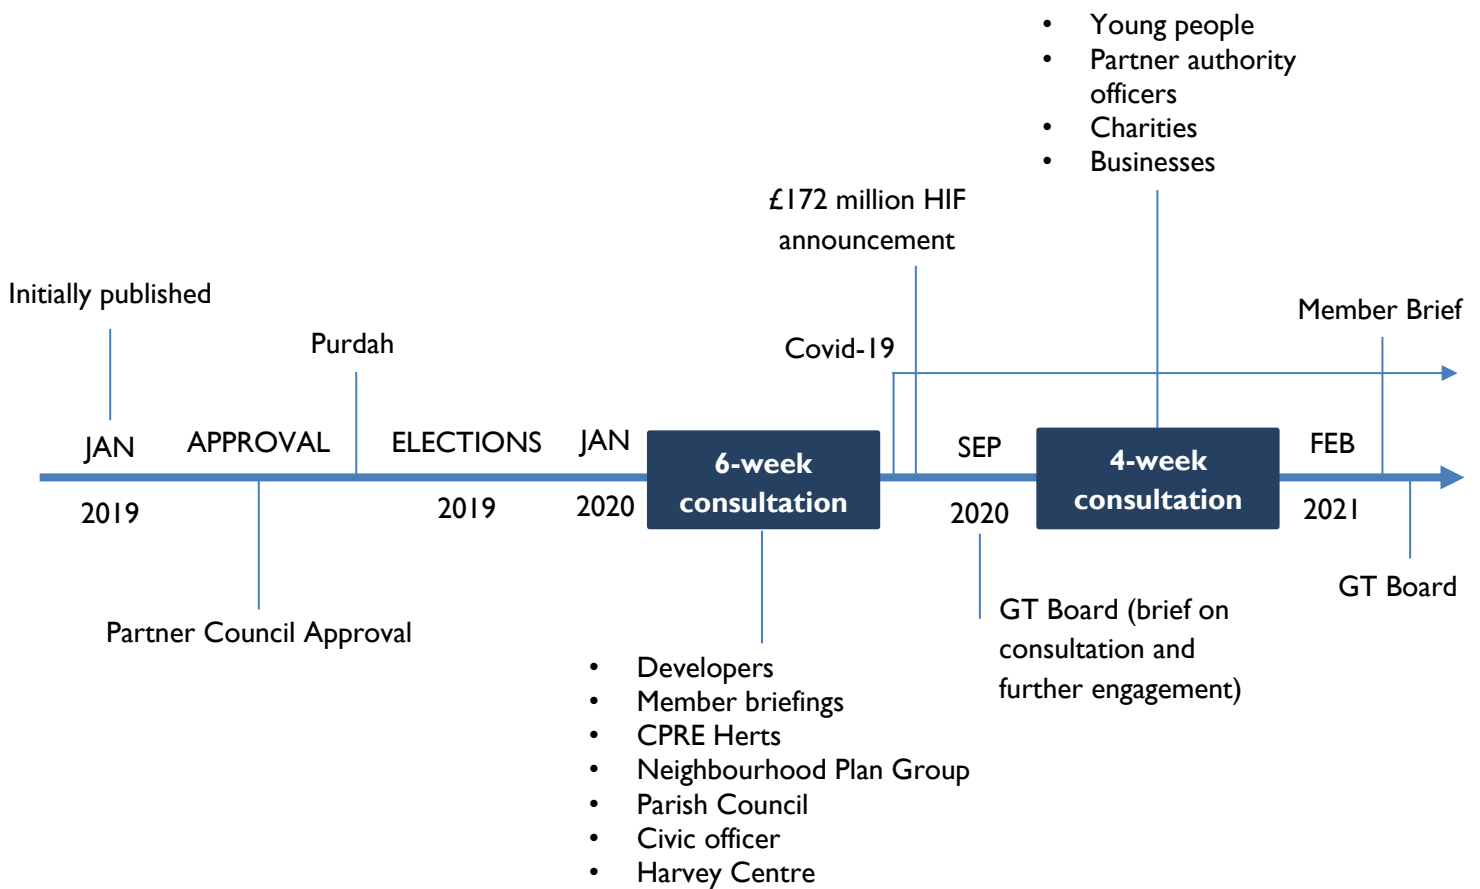 • Young people
• Partner authority
officers
• Charities
• Businesses
£172 million HIF
announcement
Initially published
Member Brief
Purdah
Covid-19
JAN
APPROVAL
ELECTIONS
JAN
6-week
consultation
SEP
4-week
consultation
FEB
2019
2019
2020
2020
2021
GT Board
Partner Council Approval
GT Board (brief on
consultation and
further engagement)
• Developers
• Member briefings
• CPRE Herts
• Neighbourhood Plan Group
• Parish Council
• Civic officer
• Harvey Centre